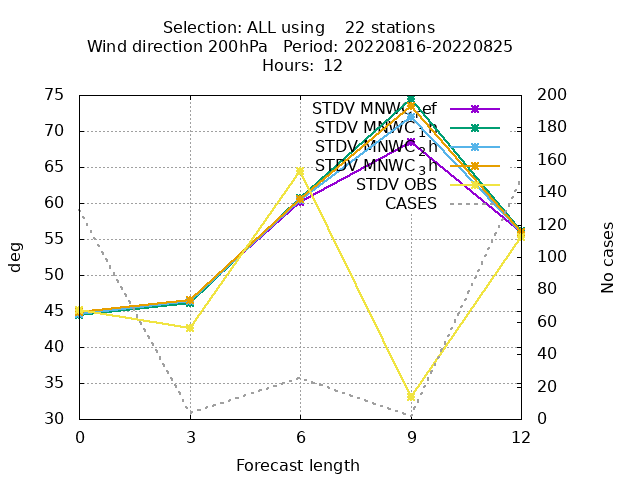 Selection: ALL using    22 stations
Wind direction 200hPa   Period: 20220816-20220825
Hours:  12
75
70
65
60
55
50
45
40
35
30
200
180
160
140
120
100
80
60
40
20
0
STDV
STDV
STDV MNWC 2h
STDV MNWC 3h
STDV OBS
CASES
deg
No cases
0
3
6
9
12
Forecast length